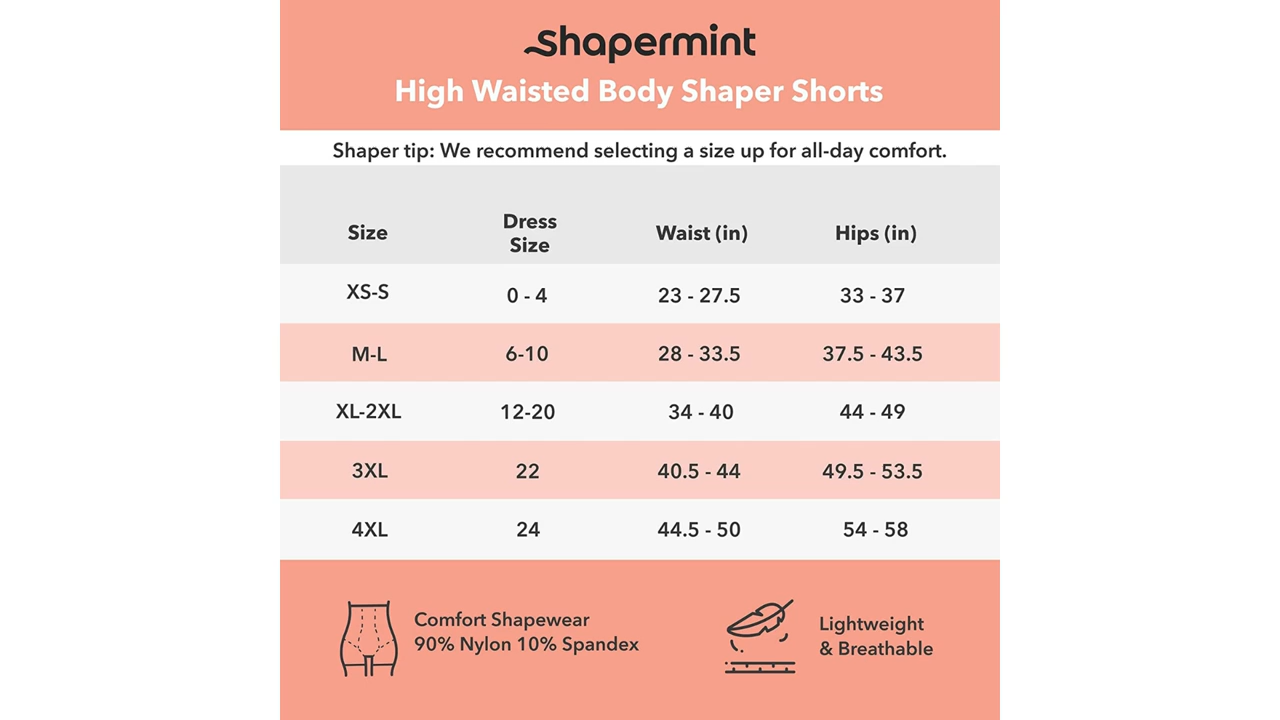 Shapermint
High Waisted Body Shaper Shorts
Shaper tip: We recommend selecting a size up for all-day comfort.
Size Dress Size Waist (in) Hips (in)
XS-S 0 - 4 23 - 27.5 33 - 37
M-L 6-10 28 - 33.5 37.5 - 43.5
XL-2XL 12-20 34 - 40 44 - 49
3XL 22 40.5 - 44 49.5 - 53.5
4XL 24 44.5 - 50 54 - 58
Comfort Shapewear
90% Nylon 10% Spandex
Lightweight
& Breathable